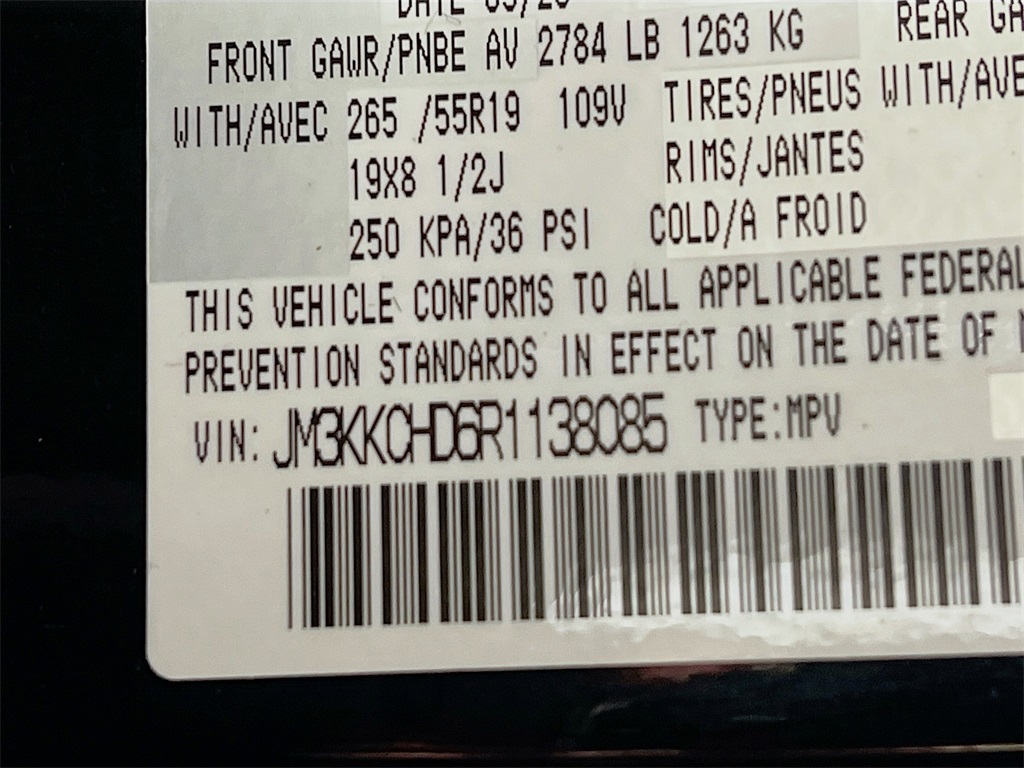 DATE
FRONT GAWR/PNBE AV 2784 LB 1263 KG REAR GA
WITH/AVEC 265 /55R19 109V TIRES/PNEUS WITH/AVE
19X8 1/2J RIMS/JANTES
250 KPA/36 PSI COLD/A FROID
THIS VEHICLE CONFORMS TO ALL APPLICABLE FEDERAL
PREVENTION STANDARDS IN EFFECT ON THE DATE OF
VIN: JM3KKCHD6R1138085 TYPE:MPV